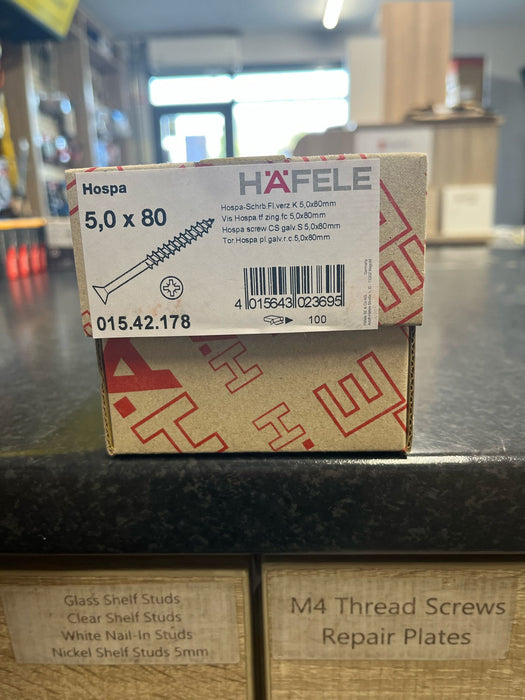 Hospa
HÄFELE
5,0 x 80
Hospa-Schrb.Fl.verz.K 5,0x80mm
Vis Hospa tf zing.fc 5,0x80mm
Hospa screw CS galv.S 5,0x80mm
Tor.Hospa pl.galv.r.c.5,0x80mm
4 015643 023695
015.42.178
100
Glass Shelf Studs
Clear Shelf Studs
White Nail-In Studs
Nickel Shelf Studs 5mm
M4 Thread Screws
Repair Plates